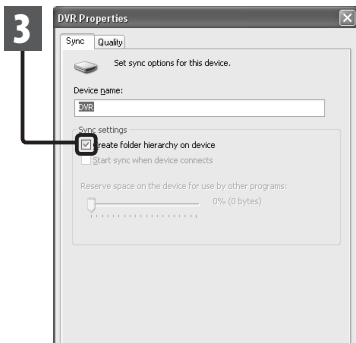 3
DVR Properties
Sync Quality
Set sync options for this device.
Device name:
DVR
Sync settings
Create folder hierarchy on device
Start sync when device connects
Reserve space on the device for use by other programs:
0% (0 bytes)